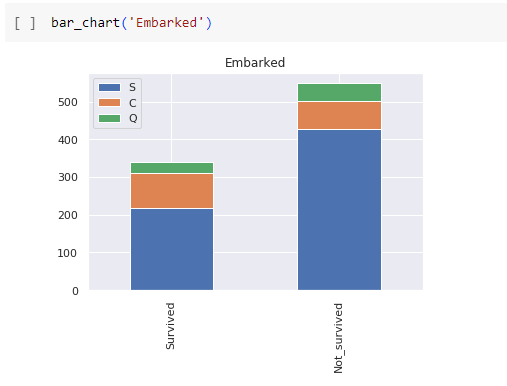 [ ] bar_chart('Embarked')
Embarked
S
C
Q
500
400
300
200
100
0
Survived
Not_survived